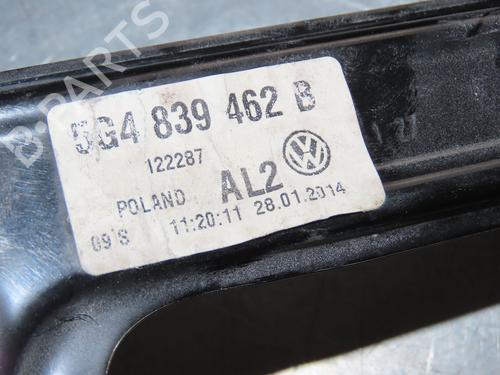 B-PARTS
5G4 839 462 B
122287
AL2
POLAND
09'S 11:20:11 28.01.2014